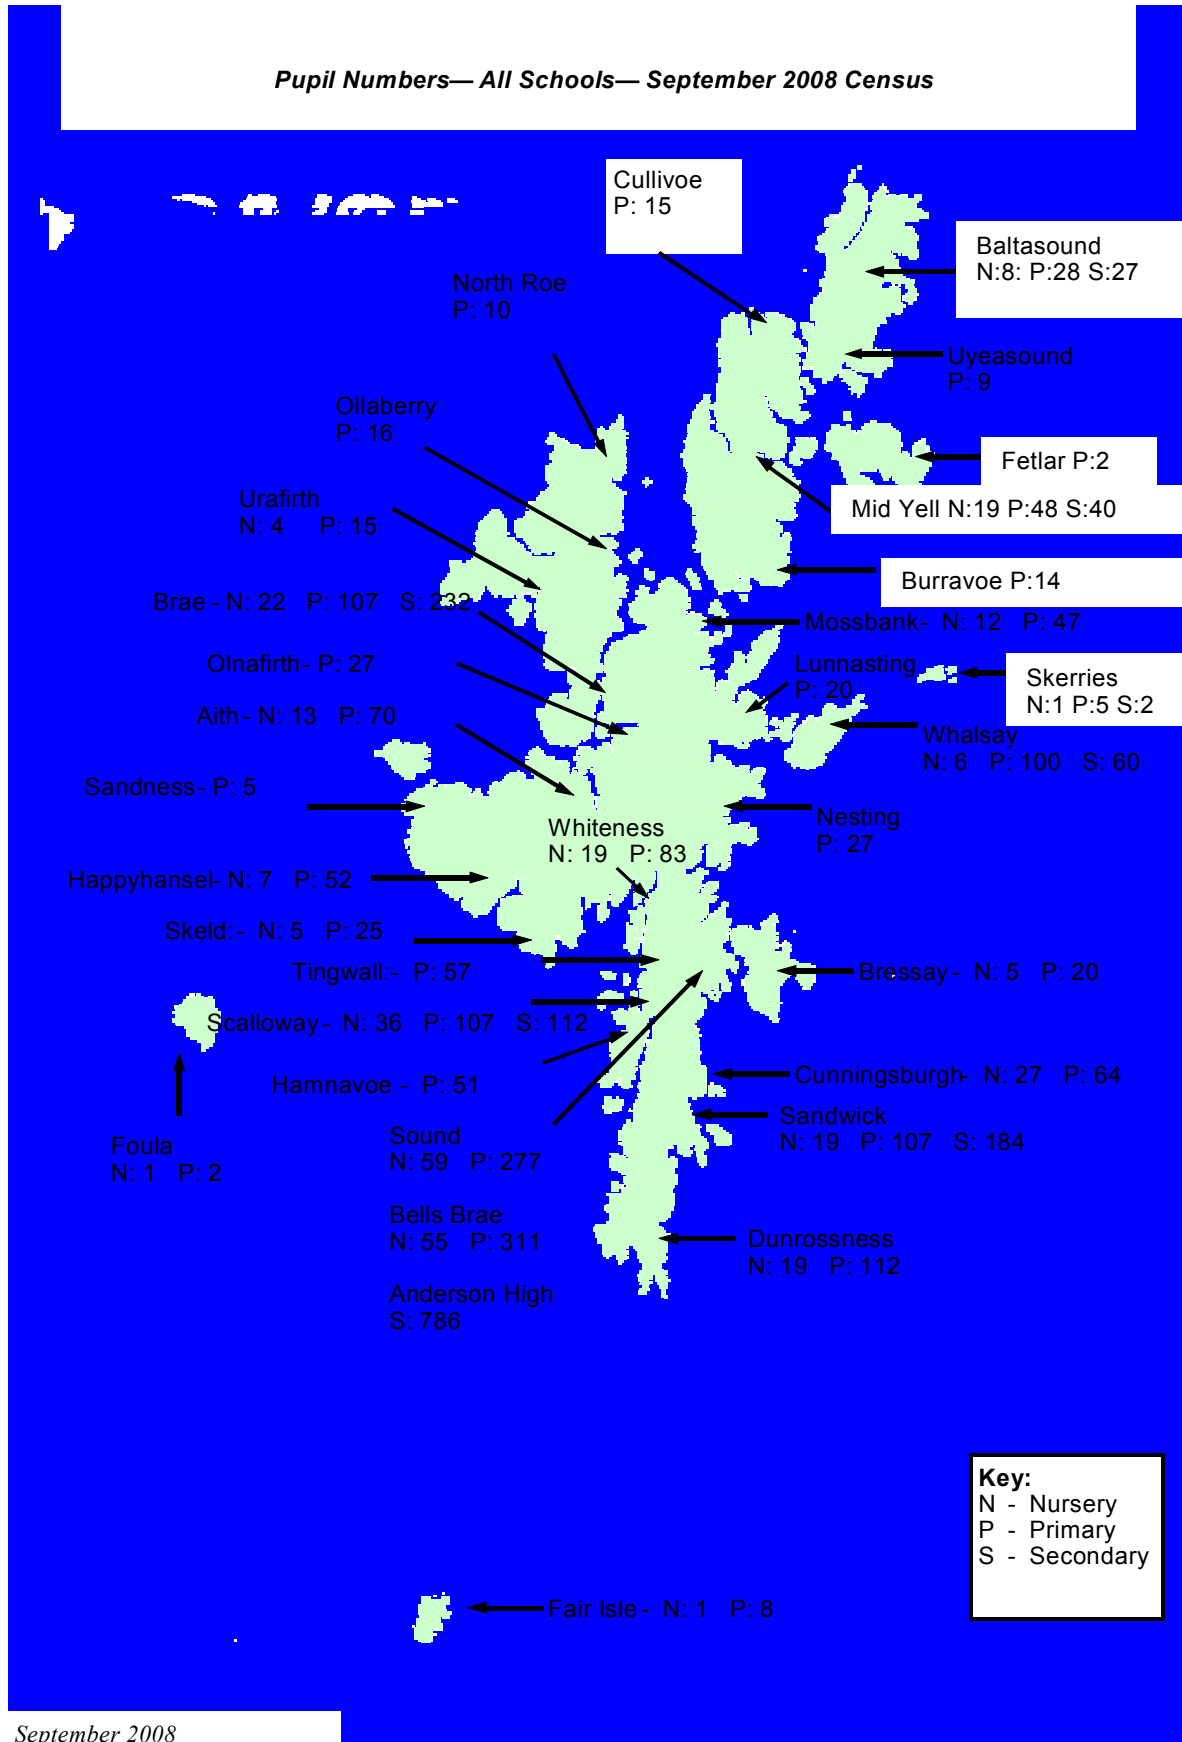 Pupil Numbers— All Schools— September 2008 Census
Cullivoe
P: 15
Baltasound
N:8: P:28 S:27
North Roe
P: 10
Uyeasound
P: 9
Ollaberry
P: 16
Fetlar P:2
Urafirth
N: 4 P: 15
Mid Yell N:19 P:48 S:40
Burravoe P:14
Brae - N: 22 P: 107 S: 232
Mossbank- N: 12 P: 47
Olnafirth- P: 27
Lunnasting
P: 20
Skerries
N:1 P:5 S:2
Aith- N: 13 P: 70
Whalsay
N: 6 P: 100 S: 60
Sandness- P: 5
Nesting
P: 27
Whiteness
N: 19 P: 83
Happyhansel- N: 7 P: 52
Skeld:- N: 5 P: 25
Tingwall:- P: 57
Bressay - N: 5 P: 20
Scalloway- N: 36 P: 107 S: 112
Hamnavoe - P: 51
Cunningsburgh- N: 27 P: 64
Sandwick
N: 19 P: 107 S: 184
Foula
N: 1 P: 2
Sound
N: 59 P: 277
Bells Brae
N: 55 P: 311
Dunrossness
N: 19 P: 112
Anderson High
S: 786
Key:
N - Nursery
P - Primary
S - Secondary
Fair Isle - N: 1 P: 8
September 2008